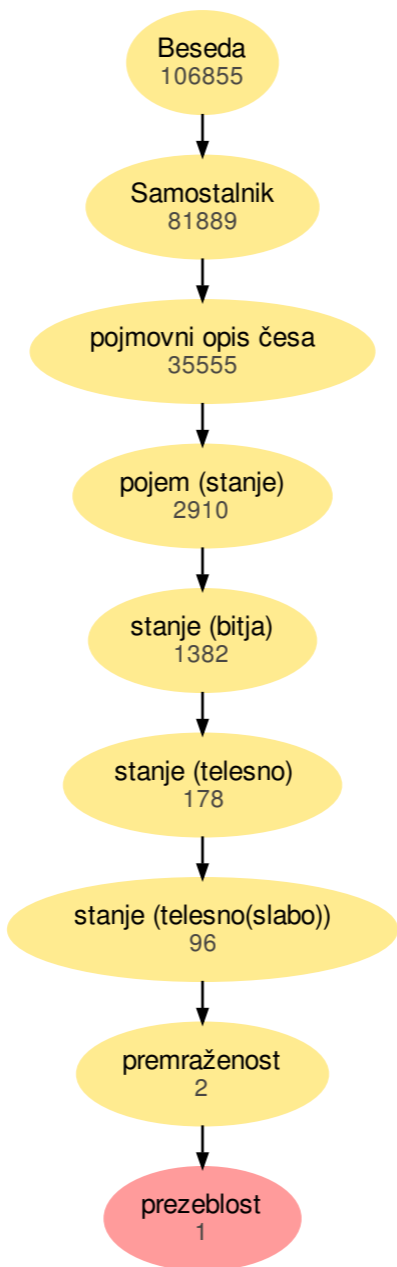 Beseda
106855
Samostalnik
81889
pojmovni opis česa
35555
pojem (stanje)
2910
stanje (bitja)
1382
stanje (telesno)
178
stanje (telesno(slabo))
96
premraženost
2
prezeblost
1